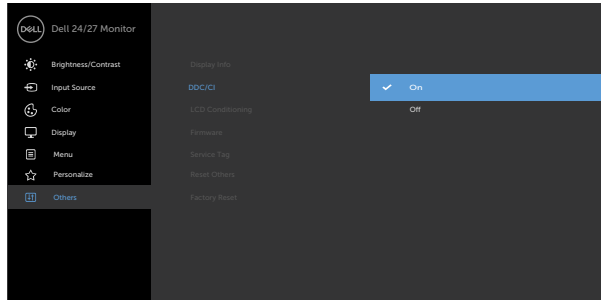 DELL
Dell 24/27 Monitor
Brightness/Contrast
Input Source
Color
Display
Menu
Personalize
Others
Display Info
DDC/CI
LCD Conditioning
Firmware
Service Tag
Reset Others
Factory Reset
On
Off